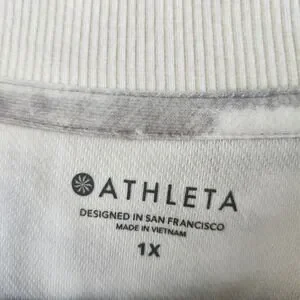 ATHLETA
DESIGNED IN SAN FRANCISCO
MADE IN VIETNAM
1X